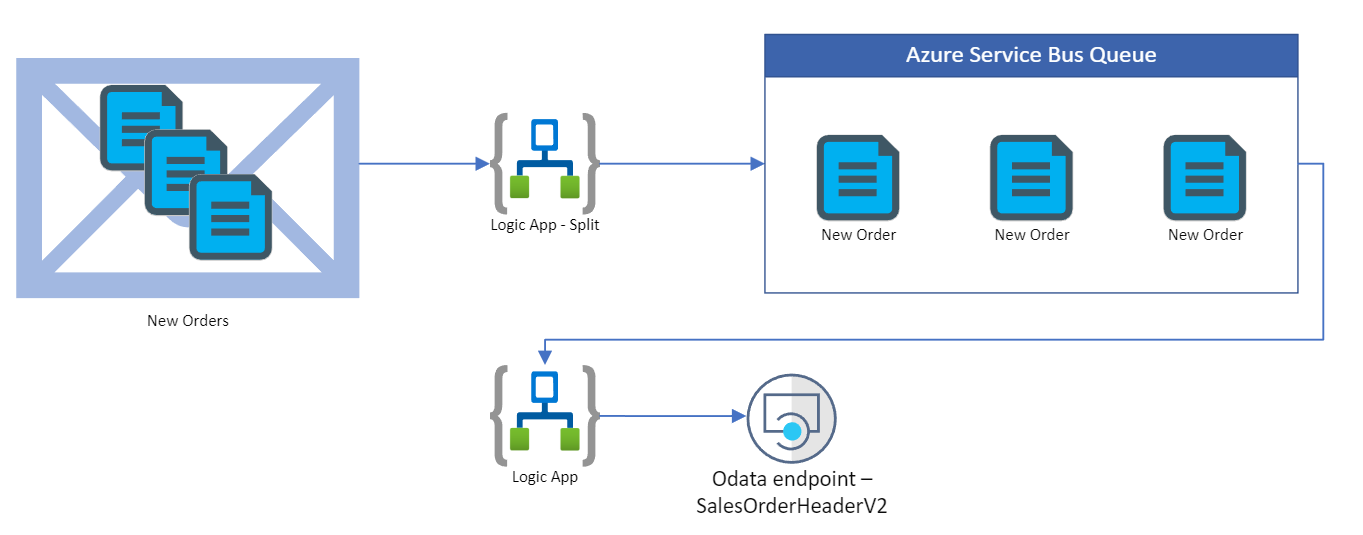 Azure Service Bus Queue
New Orders
Logic App - Split
New Order
New Order
New Order
Logic App
Odata endpoint –
SalesOrderHeaderV2